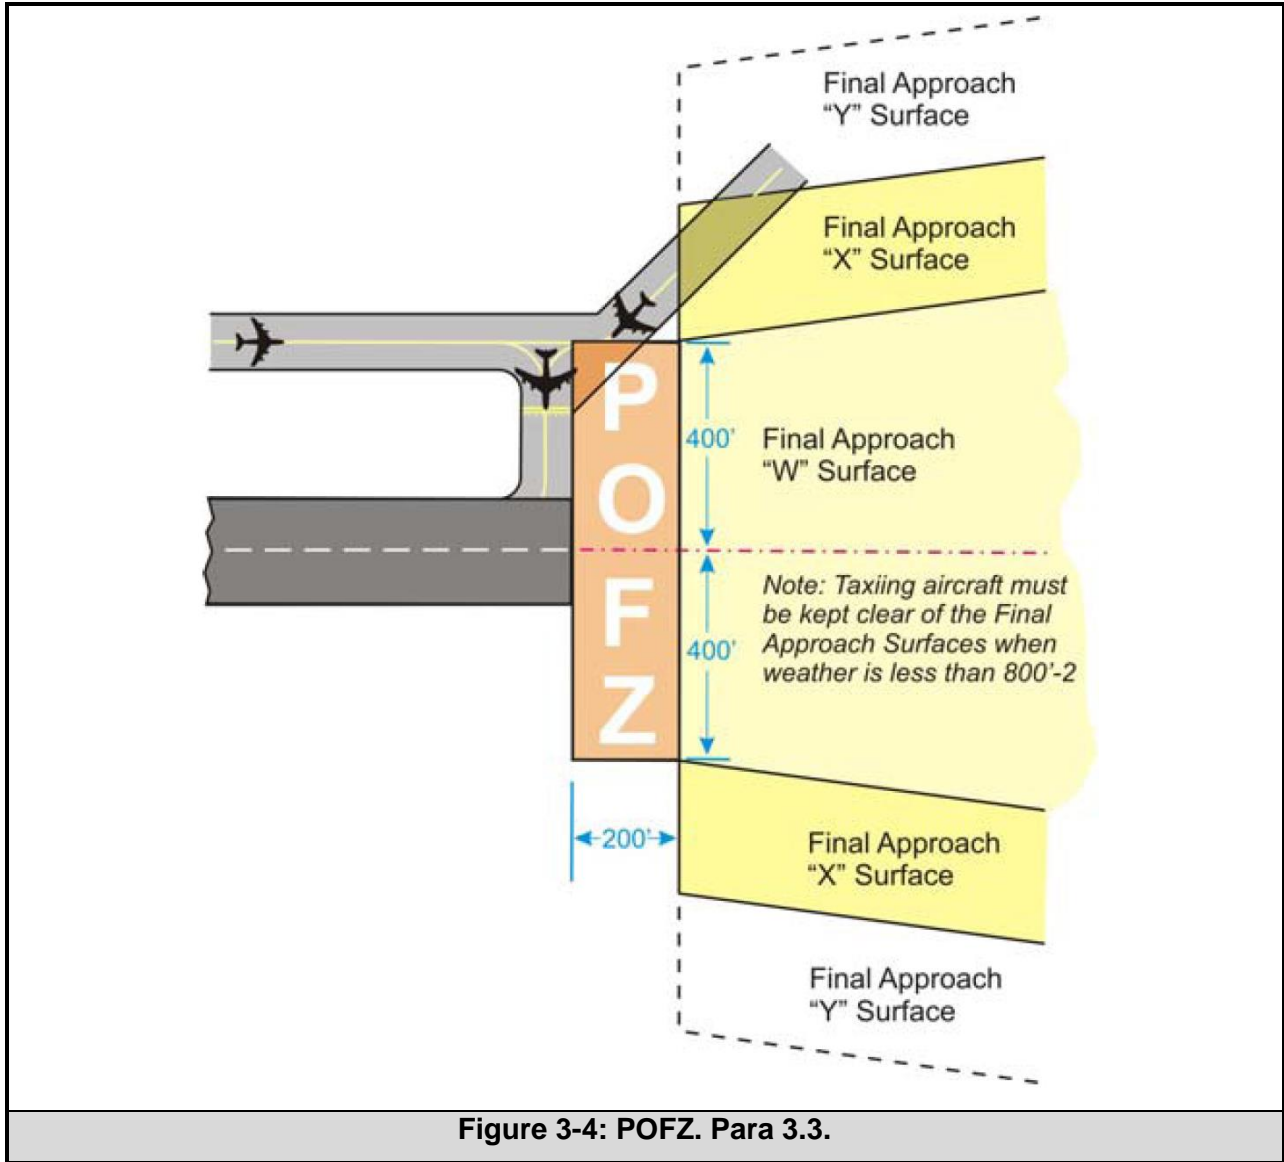 Final Approach
“Y” Surface
Final Approach
“X” Surface
P
O
F
Z
400’
Final Approach
“W” Surface
Note: Taxiing aircraft must
be kept clear of the Final
Approach Surfaces when
weather is less than 800’-2
400’
200’
Final Approach
“X” Surface
Final Approach
“Y” Surface
Figure 3-4: POFZ. Para 3.3.